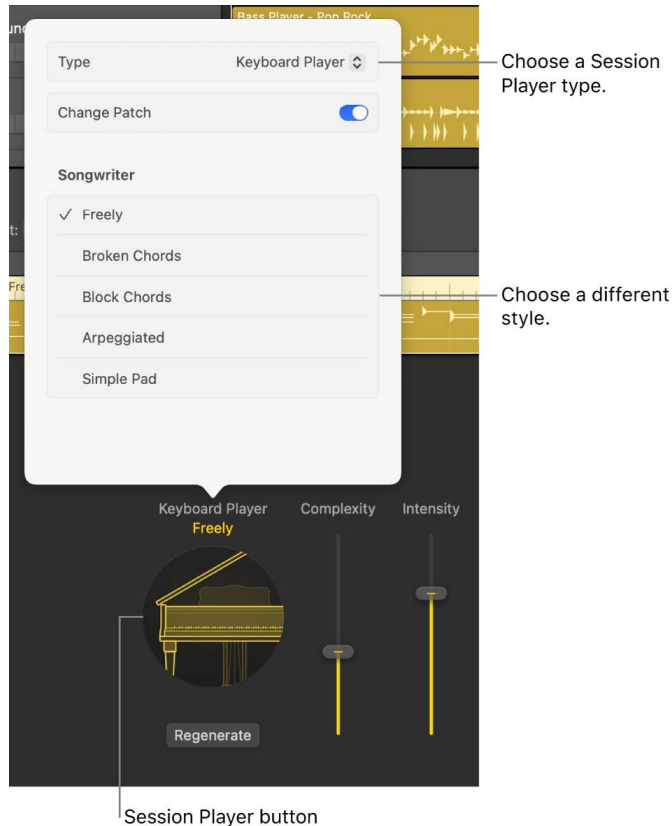 Bass Player - Pop Rock
Type
Keyboard Player
Choose a Session
Player type.
Change Patch
Songwriter
Freely
Broken Chords
Block Chords
Choose a different
style.
Arpeggiated
Simple Pad
Keyboard Player
Freely
Complexity
Intensity
Regenerate
Session Player button